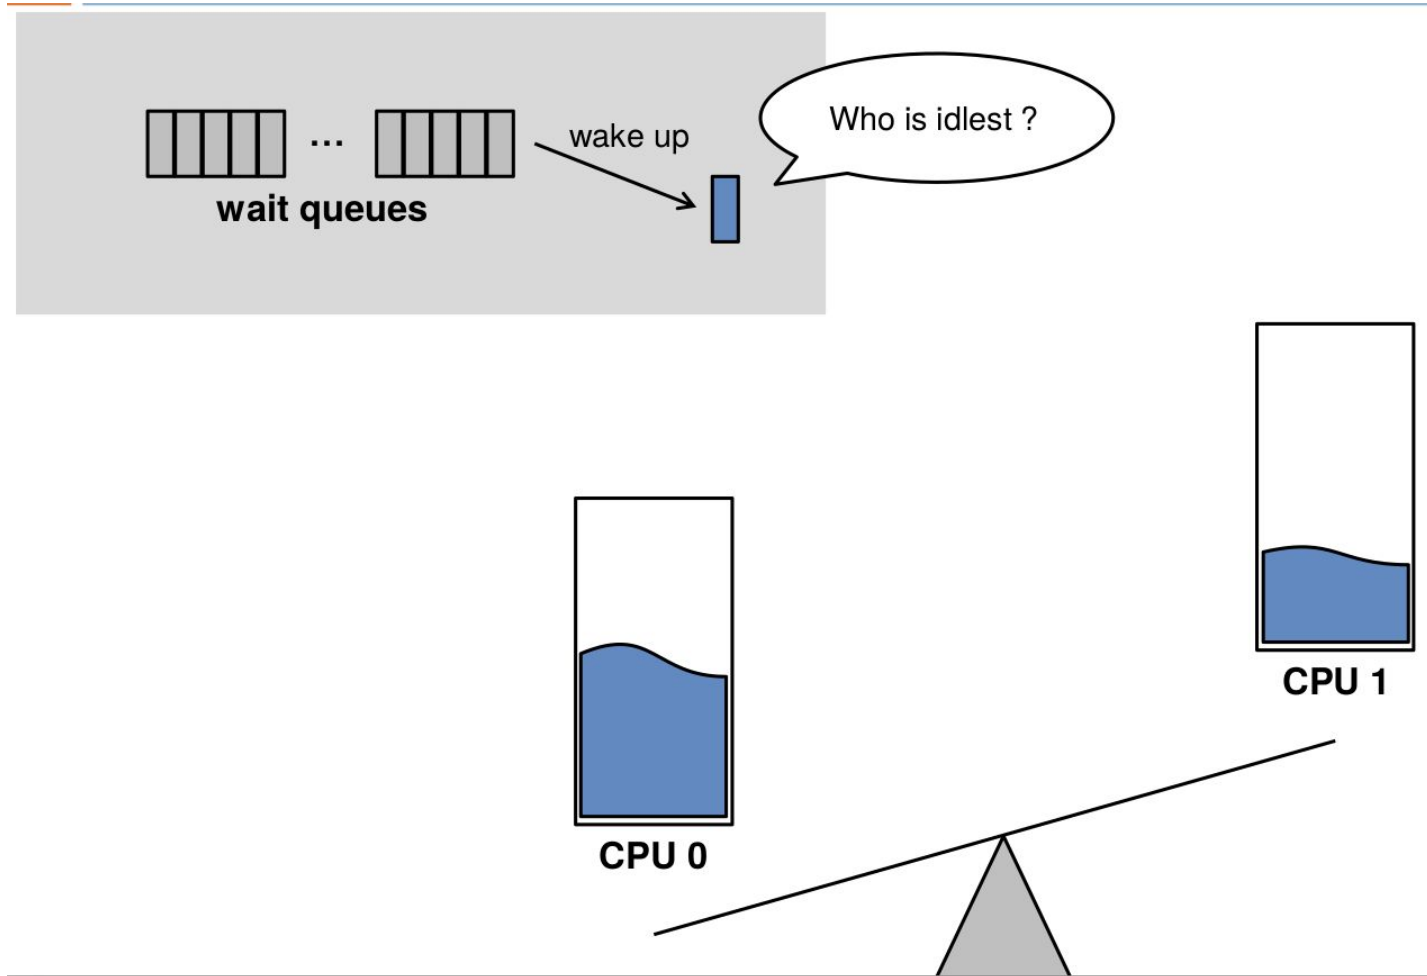 ...
wake up
Who is idlest ?
wait queues
CPU 1
CPU 0